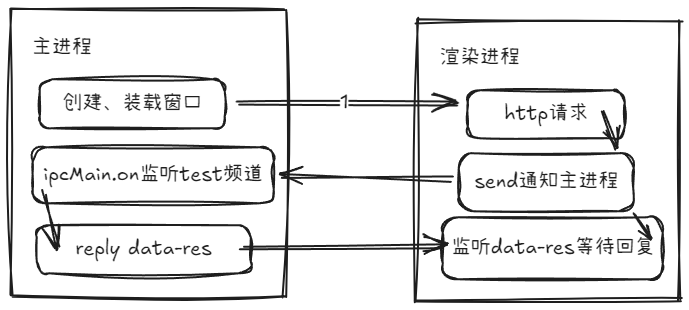 主进程
创建、装载窗口
ipcMain.on监听test频道
reply data-res
1
渲染进程
http请求
send通知主进程
监听data-res等待回复